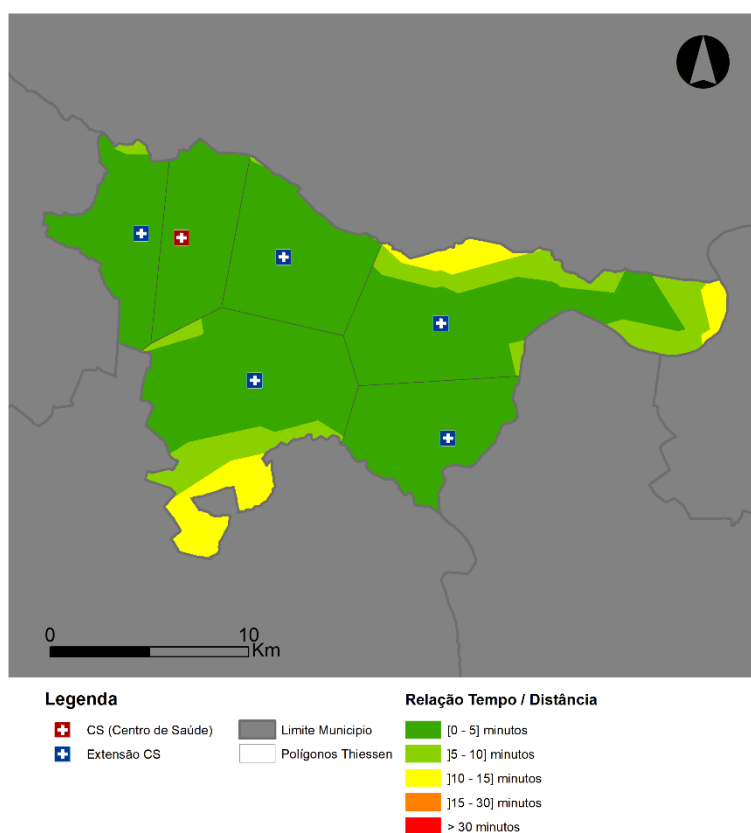 0 10
Km
Legenda
CS (Centro de Saúde)
Extensão CS
Limite Municipio
Polígonos Thiessen
Relação Tempo / Distância
[0 - 5] minutos
]5 - 10] minutos
]10 - 15] minutos
]15 - 30] minutos
> 30 minutos